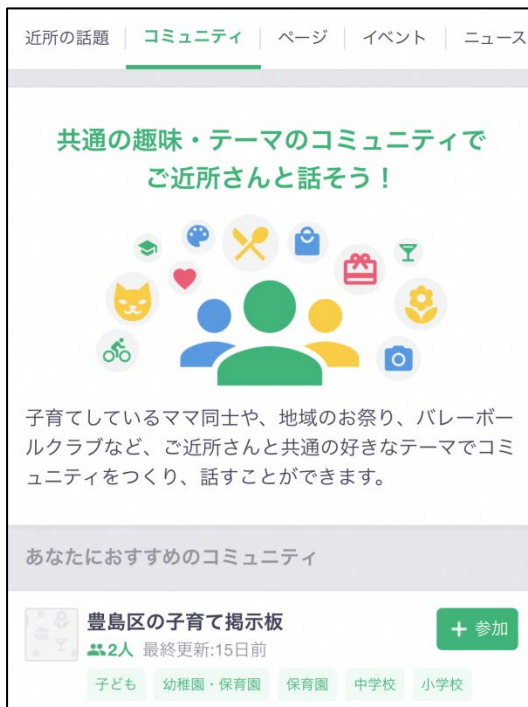 近所の話題 コミュニティ ページ イベント ニュース
共通の趣味・テーマのコミュニティで
ご近所さんと話そう！
子育てしているママ同士や、地域のお祭り、バレーボー
ルクラブなど、ご近所さんと共通の好きなテーマでコミ
ュニティをつくり、話すことができます。
あなたにおすすめのコミュニティ
豊島区の子育て掲示板
2人 最終更新:15日前
+ 参加
子ども 幼稚園・保育園 保育園 中学校 小学校